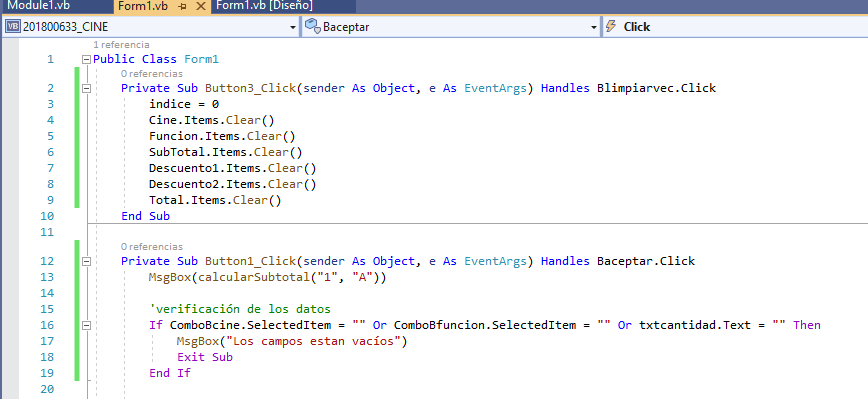 Module1.vb Form1.vb Form1.vb [Diseño]
VB 201800633_CINE Baceptar Click
1 referencia
1 Public Class Form1
0 referencias
2 Private Sub Button3_Click(sender As Object, e As EventArgs) Handles Blimpiarvec.Click
3 indice = 0
4 Cine.Items.Clear()
5 Funcion.Items.Clear()
6 SubTotal.Items.Clear()
7 Descuento1.Items.Clear()
8 Descuento2.Items.Clear()
9 Total.Items.Clear()
10 End Sub
11
0 referencias
12 Private Sub Button1_Click(sender As Object, e As EventArgs) Handles Baceptar.Click
13 MsgBox(calcularSubtotal("1", "A"))
14
15 'verificación de los datos
16 If ComboBcine.SelectedItem = "" Or ComboBfuncion.SelectedItem = "" Or txtcantidad.Text = "" Then
17 MsgBox("Los campos estan vacíos")
18 Exit Sub
19 End If
20